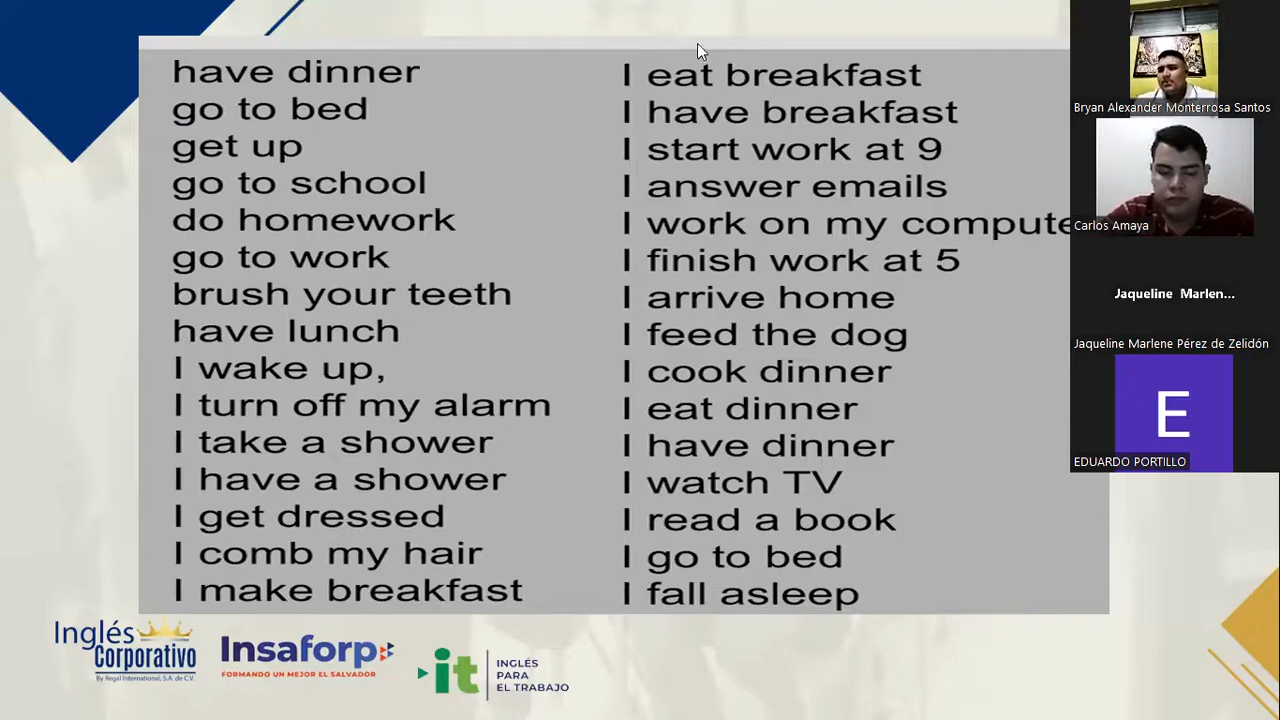 have dinner
go to bed
get up
go to school
do homework
go to work
brush your teeth
have lunch
I wake up,
I turn off my alarm
I take a shower
I have a shower
I get dressed
I comb my hair
I make breakfast
I eat breakfast
I have breakfast
I start work at 9
I answer emails
I work on my compute
I finish work at 5
I arrive home
I feed the dog
I cook dinner
I eat dinner
I have dinner
I watch TV
I read a book
I go to bed
I fall asleep
Bryan Alexander Monterrosa Santos
Carlos Amaya
Jaqueline Marlen...
Jaqueline Marlene Pérez de Zelidón
E
EDUARDO PORTILLO
Inglés
Corporativo
By Regal International, S.A. de C.V.
Insaforp
FORMANDO UN MEJOR EL SALVADOR
it
INGLÉS
PARA
EL TRABAJO